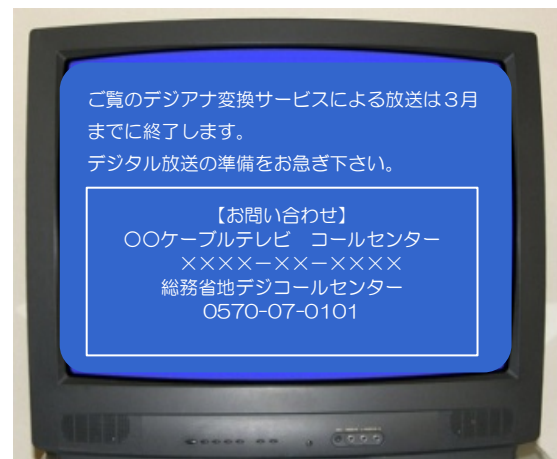 ご覧のデジアナ変換サービスによる放送は３月
までに終了します。
デジタル放送の準備をお急ぎ下さい。
【お問い合わせ】
○○ケーブルテレビ　コールセンター
××××－××－××××
総務省地デジコールセンター
0570-07-0101